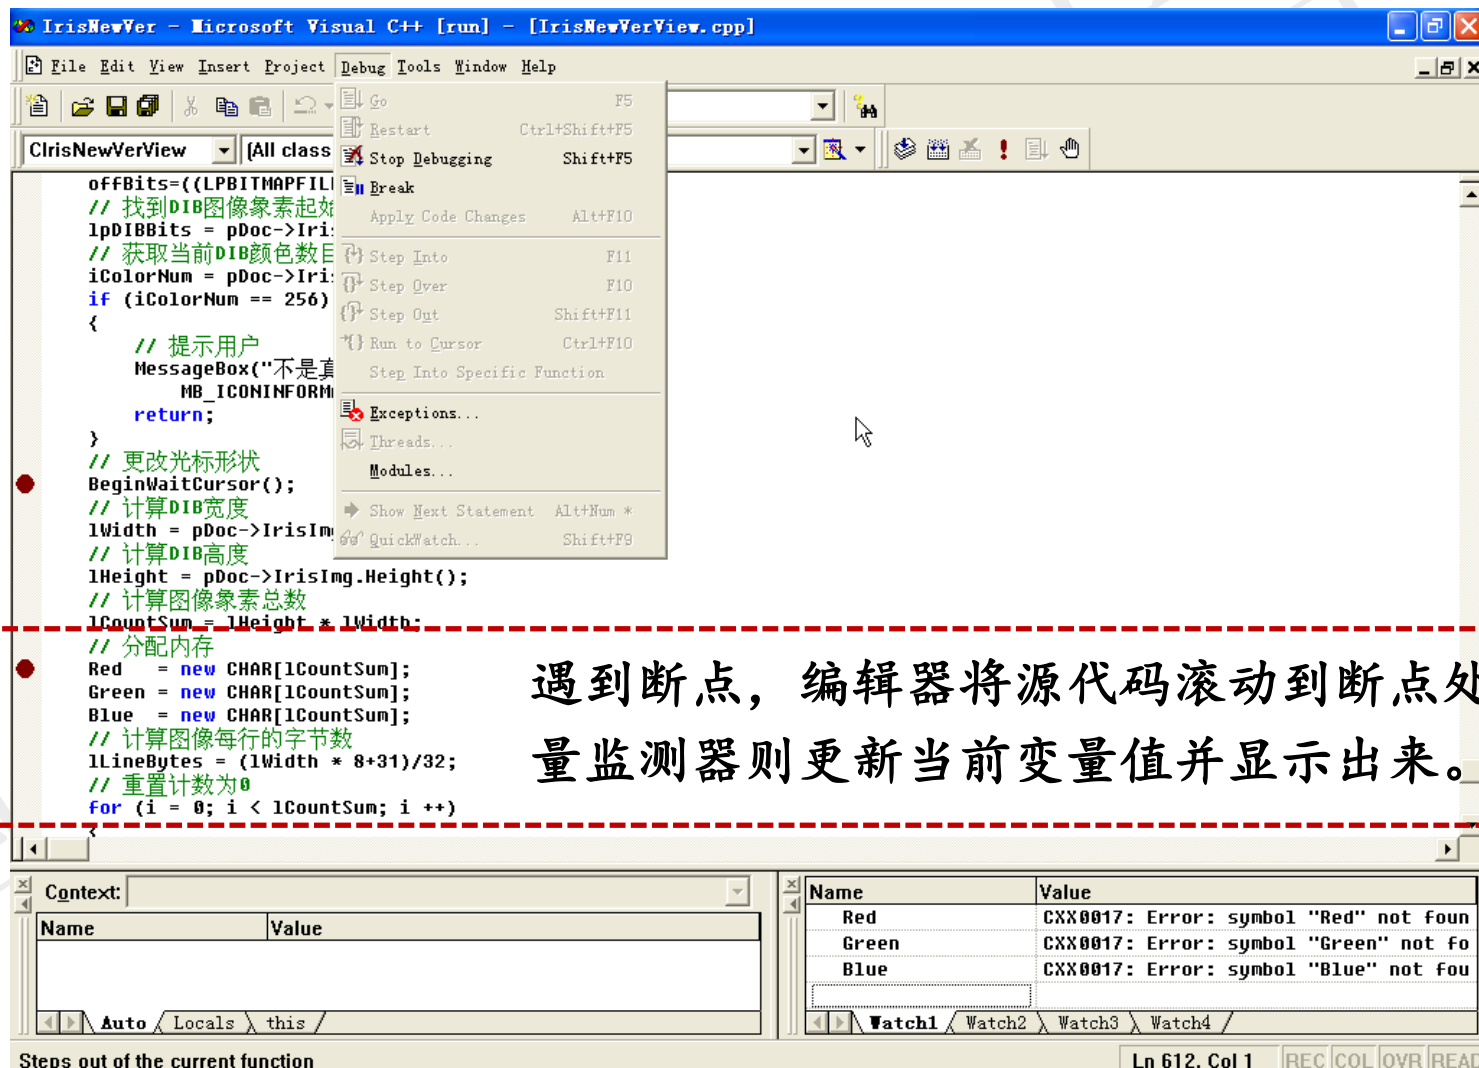 IrisNewVer - Microsoft Visual C++ [run] - [IrisNewVerView.cpp]
File Edit View Insert Project Debug Tools Window Help
Go F5
Restart Ctrl+Shift+F5
CIrisNewVerView (All class
Stop Debugging Shift+F5
Break
Apply Code Changes Alt+F10
Step Into F11
Step Over F10
Step Out Shift+F11
Run to Cursor Ctrl+F10
Step Into Specific Function
Exceptions...
Threads...
Modules...
Show Next Statement Alt+Num *
QuickWatch... Shift+F9
offBits=((LPBITMAPFIL
// 找到DIB图像象素起始
lpDIBBits = pDoc->Iris
// 获取当前DIB颜色数目
iColorNum = pDoc->Iris
if (iColorNum == 256)
{
// 提示用户
MessageBox("不是真
MB_ICONINFORM
return;
}
// 更改光标形状
BeginWaitCursor();
// 计算DIB宽度
lWidth = pDoc->IrisIm
// 计算DIB高度
lHeight = pDoc->IrisImg.Height();
// 计算图像象素总数
lCountSum = lHeight * lWidth;
// 分配内存
Red = new CHAR[lCountSum];
Green = new CHAR[lCountSum];
Blue = new CHAR[lCountSum];
// 计算图像每行的字节数
lLineBytes = (lWidth * 8+31)/32;
// 重置计数为0
for (i = 0; i < lCountSum; i ++)
{
遇到断点，编辑器将源代码滚动到断点处
量监测器则更新当前变量值并显示出来。
Context:
Name Value
Auto Locals this
Name Value
Red CXX0017: Error: symbol "Red" not foun
Green CXX0017: Error: symbol "Green" not fo
Blue CXX0017: Error: symbol "Blue" not fou
Watch1 Watch2 Watch3 Watch4
Steps out of the current function
Ln 612, Col 1 REC COL OVR READ